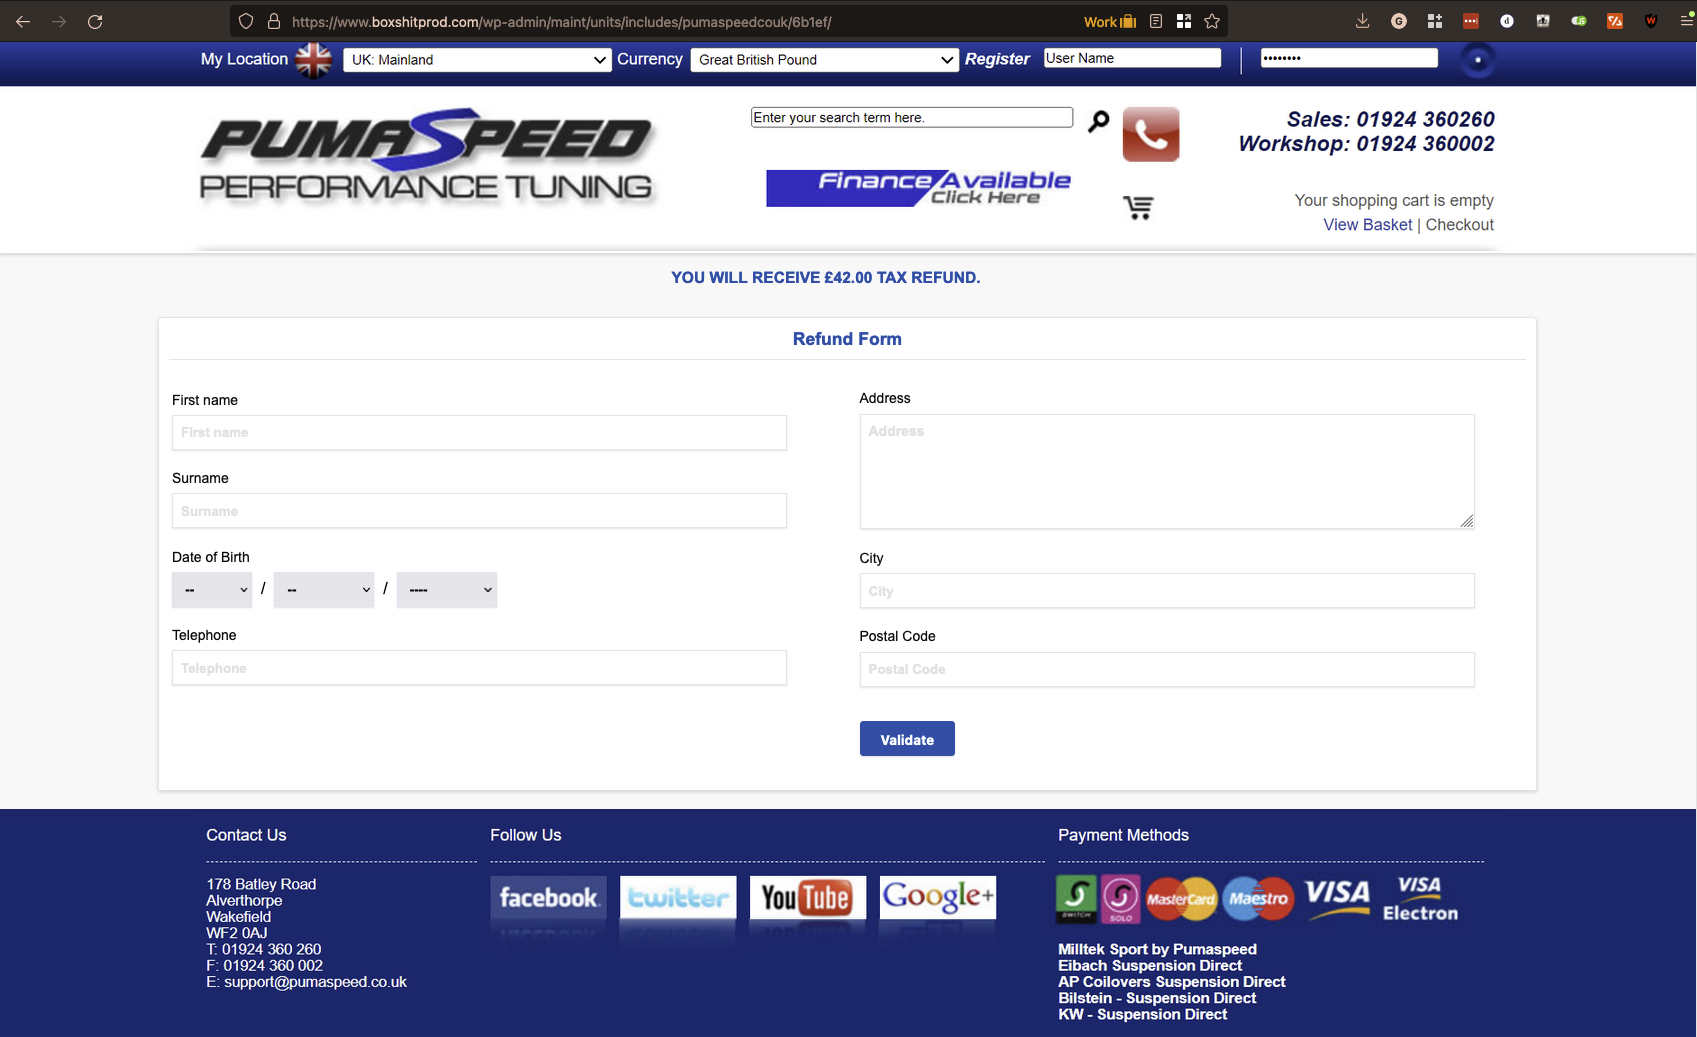 https://www.boxshitprod.com/wp-admin/maint/units/includes/pumaspeedcouk/6b1ef/
Work
My Location
UK: Mainland
Currency
Great British Pound
Register
User Name
••••••••
PUMASPEED
PERFORMANCE TUNING
Enter your search term here.
Finance Available
Click Here
Sales: 01924 360260
Workshop: 01924 360002
Your shopping cart is empty
View Basket | Checkout
YOU WILL RECEIVE £42.00 TAX REFUND.
Refund Form
First name
First name
Surname
Surname
Date of Birth
-- / -- / ----
Telephone
Telephone
Address
Address
City
City
Postal Code
Postal Code
Validate
Contact Us
178 Batley Road
Alverthorpe
Wakefield
WF2 0AJ
T: 01924 360 260
F: 01924 360 002
E: support@pumaspeed.co.uk
Follow Us
facebook
twitter
YouTube
Google+
Payment Methods
S SWITCH
S SOLO
MasterCard
Maestro
VISA
VISA Electron
Milltek Sport by Pumaspeed
Eibach Suspension Direct
AP Coilovers Suspension Direct
Bilstein - Suspension Direct
KW - Suspension Direct